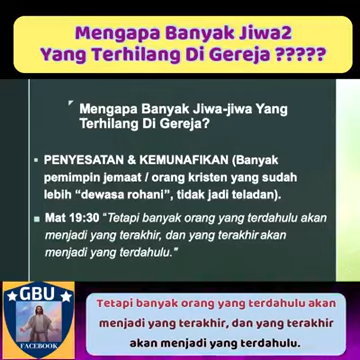 Mengapa Banyak Jiwa2
Yang Terhilang Di Gereja ?????
Mengapa Banyak Jiwa-jiwa Yang
Terhilang Di Gereja?
PENYESATAN & KEMUNAFIKAN (Banyak
pemimpin jemaat / orang kristen yang sudah
lebih “dewasa rohani”, tidak jadi teladan).
Mat 19:30 “Tetapi banyak orang yang terdahulu akan
menjadi yang terakhir, dan yang terakhir akan
menjadi yang terdahulu."
GBU
FACEBOOK
Tetapi banyak orang yang terdahulu akan
menjadi yang terakhir, dan yang terakhir
akan menjadi yang terdahulu.